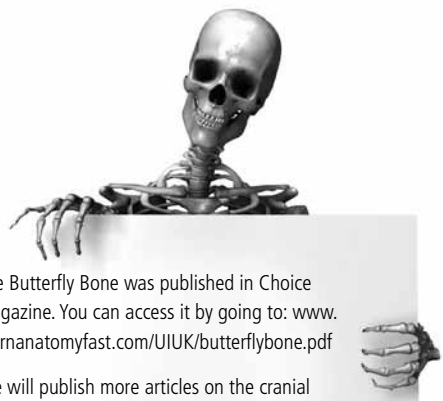 e Butterfly Bone was published in Choice
gazine. You can access it by going to: www.
rnanatomyfast.com/UIUK/butterflybone.pdf
e will publish more articles on the cranial